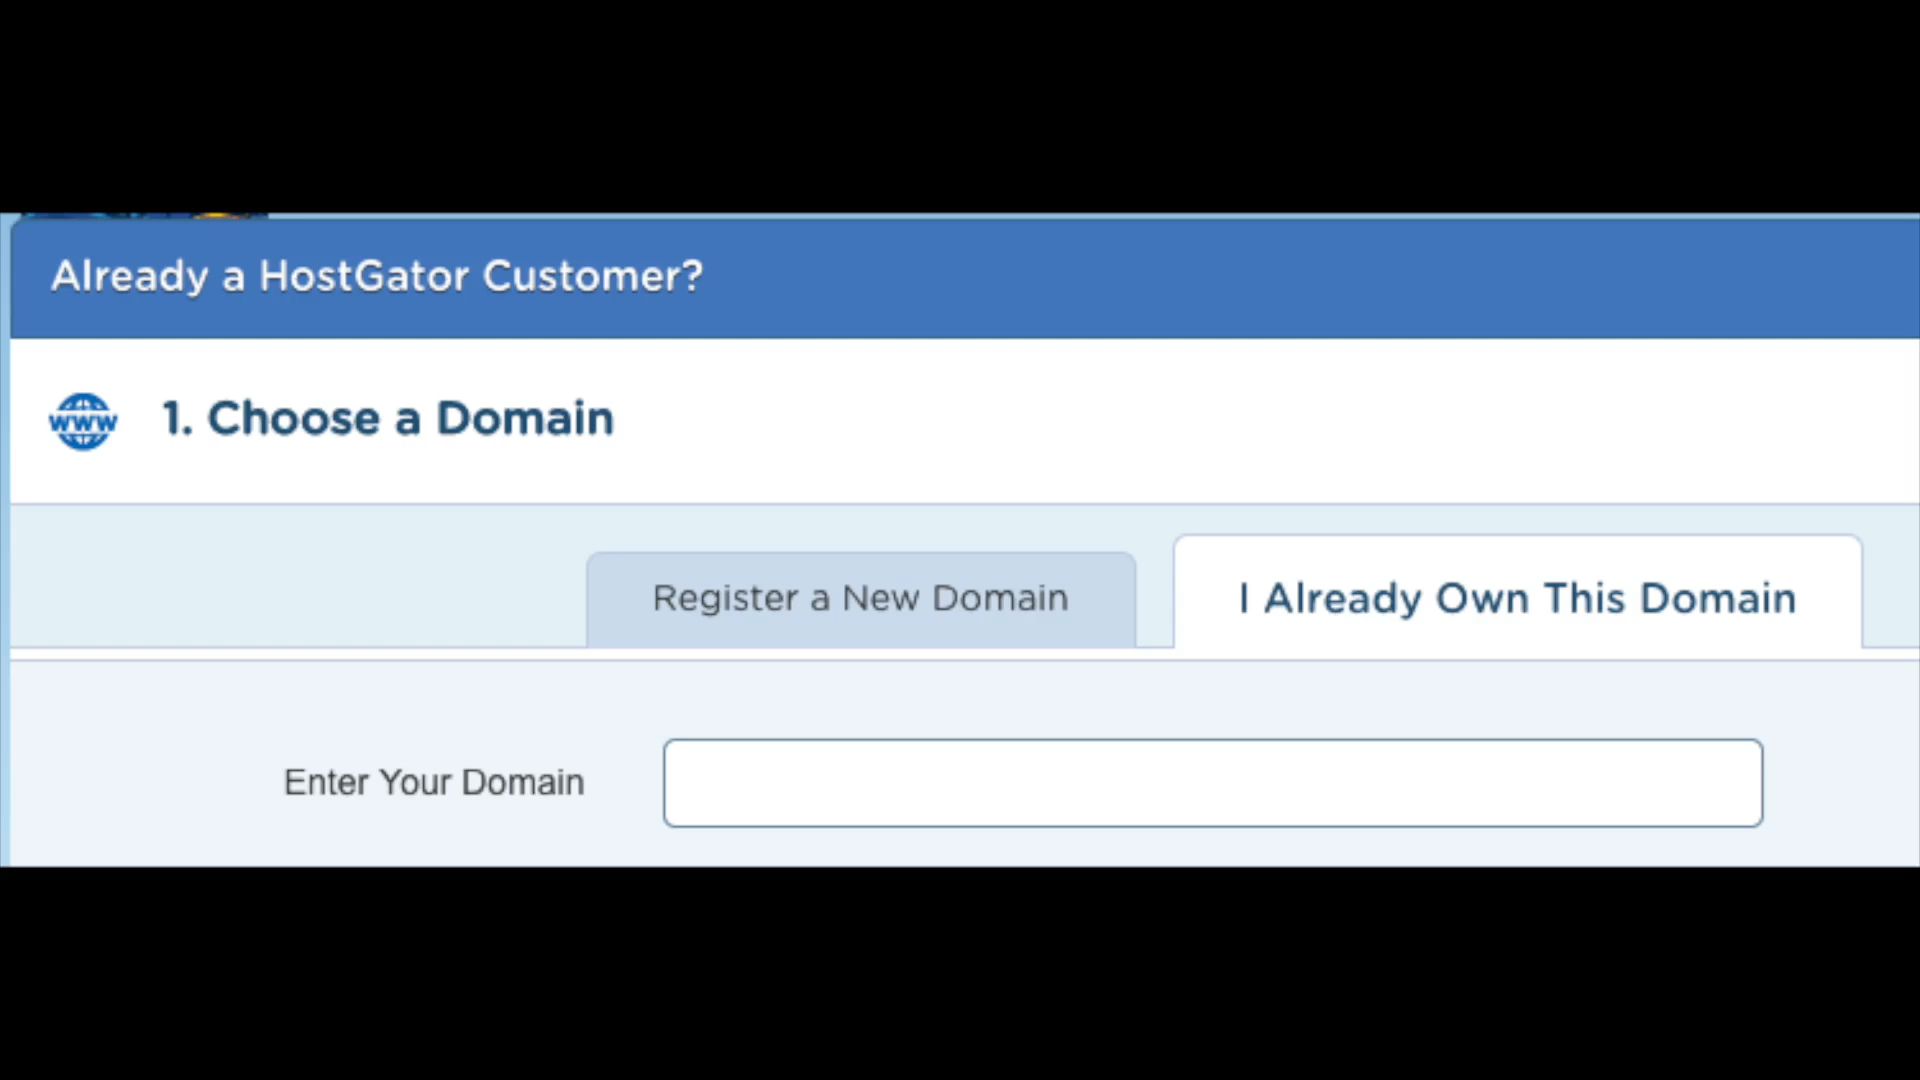 Already a HostGator Customer?
www
1. Choose a Domain
Register a New Domain
I Already Own This Domain
Enter Your Domain